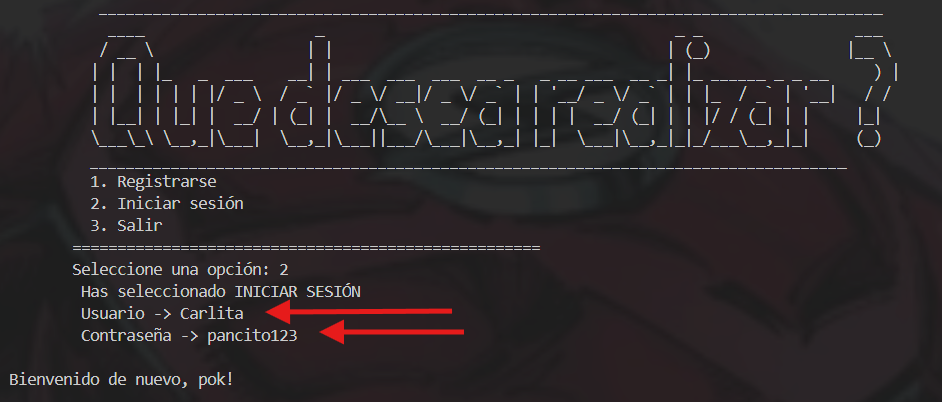 Que desea realizar ?
1. Registrarse
2. Iniciar sesión
3. Salir
====================================================
Seleccione una opción: 2
Has seleccionado INICIAR SESIÓN
Usuario -> Carlita
Contraseña -> pancito123
Bienvenido de nuevo, pok!